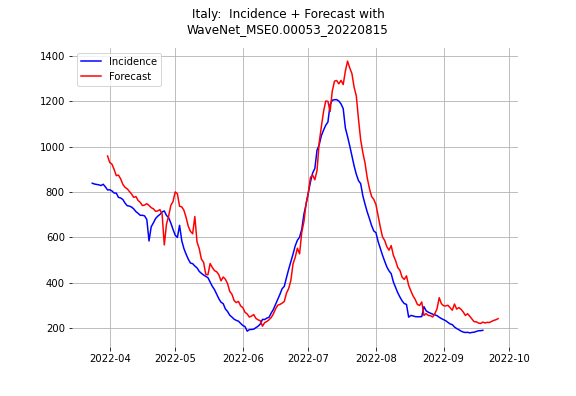 Italy:  Incidence + Forecast with
WaveNet_MSE0.00053_20220815
Incidence
Forecast
1400
1200
1000
800
600
400
200
2022-04 2022-05 2022-06 2022-07 2022-08 2022-09 2022-10